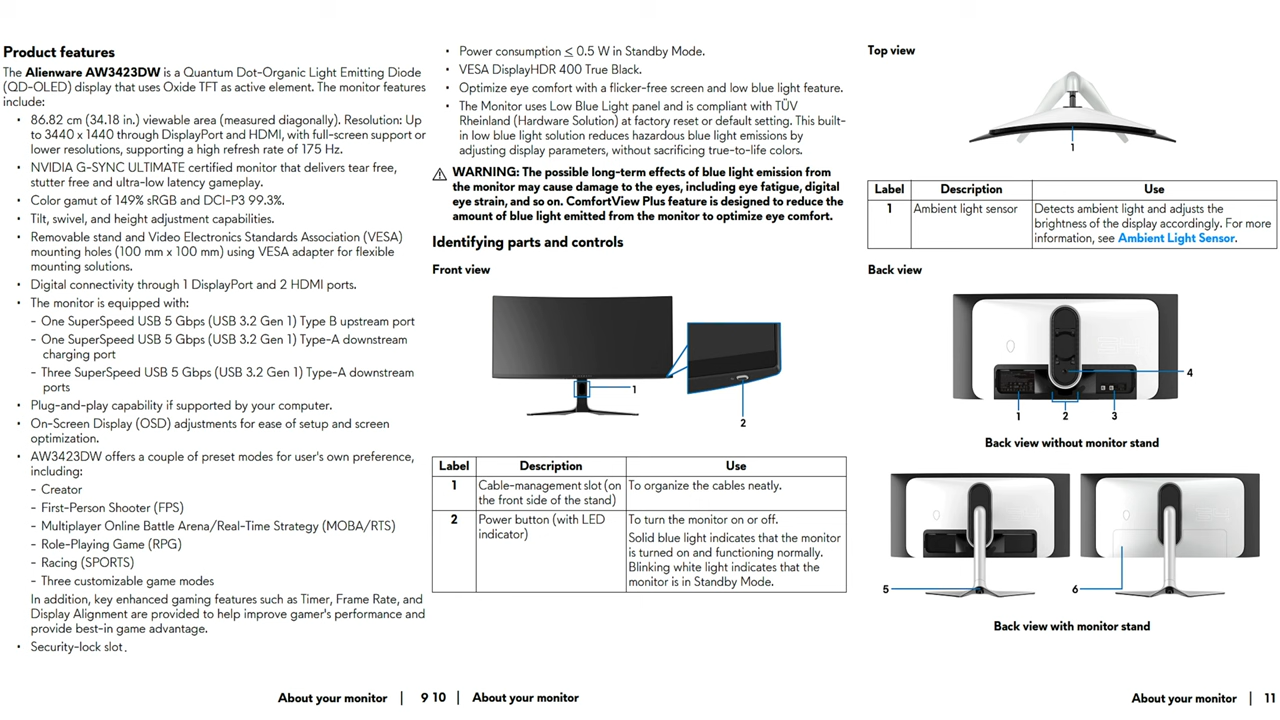 Product features
The Alienware AW3423DW is a Quantum Dot-Organic Light Emitting Diode
(QD-OLED) display that uses Oxide TFT as active element. The monitor features
include:
• 86.82 cm (34.18 in.) viewable area (measured diagonally). Resolution: Up
to 3440 x 1440 through DisplayPort and HDMI, with full-screen support or
lower resolutions, supporting a high refresh rate of 175 Hz.
• NVIDIA G-SYNC ULTIMATE certified monitor that delivers tear free,
stutter free and ultra-low latency gameplay.
• Color gamut of 149% sRGB and DCI-P3 99.3%.
• Tilt, swivel, and height adjustment capabilities.
• Removable stand and Video Electronics Standards Association (VESA)
mounting holes (100 mm x 100 mm) using VESA adapter for flexible
mounting solutions.
• Digital connectivity through 1 DisplayPort and 2 HDMI ports.
• The monitor is equipped with:
- One SuperSpeed USB 5 Gbps (USB 3.2 Gen 1) Type B upstream port
- One SuperSpeed USB 5 Gbps (USB 3.2 Gen 1) Type-A downstream
charging port
- Three SuperSpeed USB 5 Gbps (USB 3.2 Gen 1) Type-A downstream
ports
• Plug-and-play capability if supported by your computer.
• On-Screen Display (OSD) adjustments for ease of setup and screen
optimization.
• AW3423DW offers a couple of preset modes for user's own preference,
including:
- Creator
- First-Person Shooter (FPS)
- Multiplayer Online Battle Arena/Real-Time Strategy (MOBA/RTS)
- Role-Playing Game (RPG)
- Racing (SPORTS)
- Three customizable game modes
In addition, key enhanced gaming features such as Timer, Frame Rate, and
Display Alignment are provided to help improve gamer's performance and
provide best-in game advantage.
• Security-lock slot.
About your monitor | 9
• Power consumption ≤ 0.5 W in Standby Mode.
• VESA DisplayHDR 400 True Black.
• Optimize eye comfort with a flicker-free screen and low blue light feature.
• The Monitor uses Low Blue Light panel and is compliant with TÜV
Rheinland (Hardware Solution) at factory reset or default setting. This built-
in low blue light solution reduces hazardous blue light emissions by
adjusting display parameters, without sacrificing true-to-life colors.
WARNING: The possible long-term effects of blue light emission from
the monitor may cause damage to the eyes, including eye fatigue, digital
eye strain, and so on. ComfortView Plus feature is designed to reduce the
amount of blue light emitted from the monitor to optimize eye comfort.
Identifying parts and controls
Front view
1
2
Label Description Use
1 Cable-management slot (on To organize the cables neatly.
the front side of the stand)
2 Power button (with LED To turn the monitor on or off.
indicator) Solid blue light indicates that the monitor
is turned on and functioning normally.
Blinking white light indicates that the
monitor is in Standby Mode.
10 | About your monitor
Top view
1
Label Description Use
1 Ambient light sensor Detects ambient light and adjusts the
brightness of the display accordingly. For more
information, see Ambient Light Sensor.
Back view
4
1 2 3
Back view without monitor stand
5 6
Back view with monitor stand
About your monitor | 11